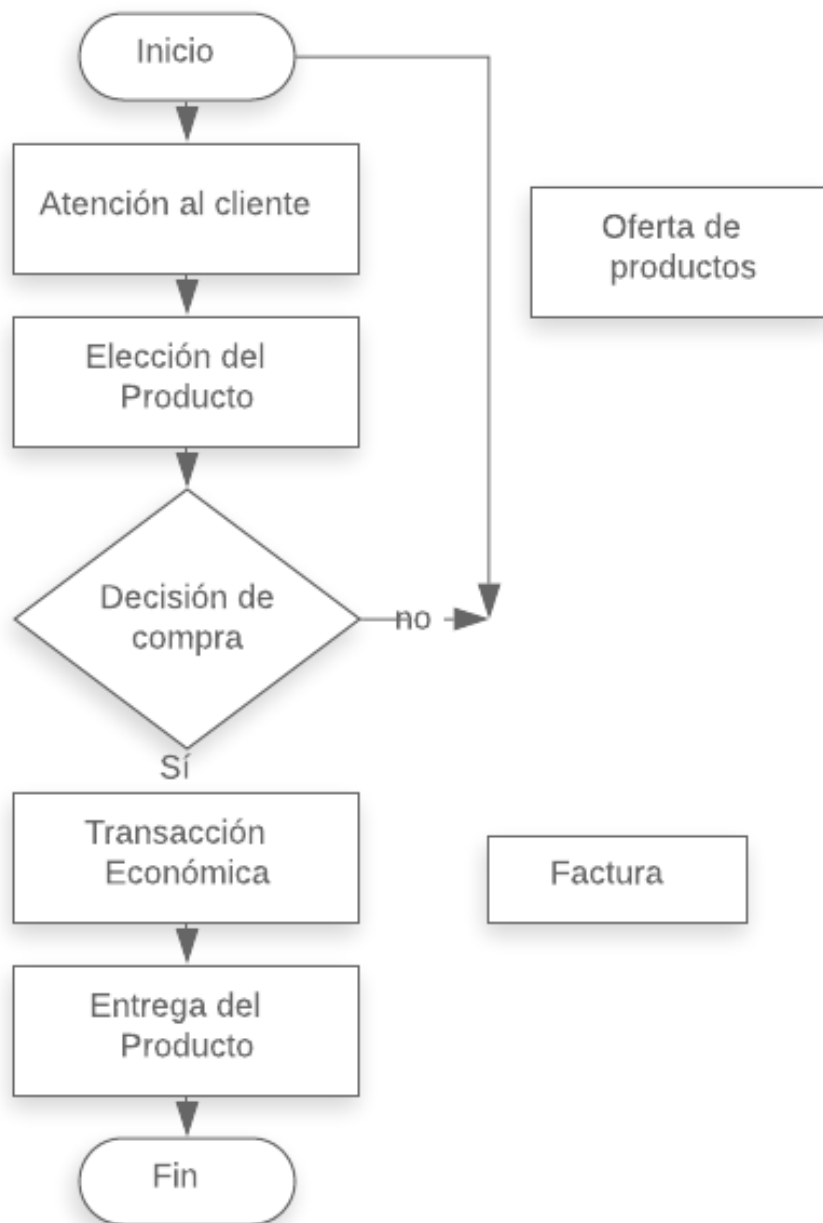 Inicio
Atención al cliente
Oferta de
productos
Elección del
Producto
Decisión de
compra
no
Sí
Transacción
Económica
Factura
Entrega del
Producto
Fin